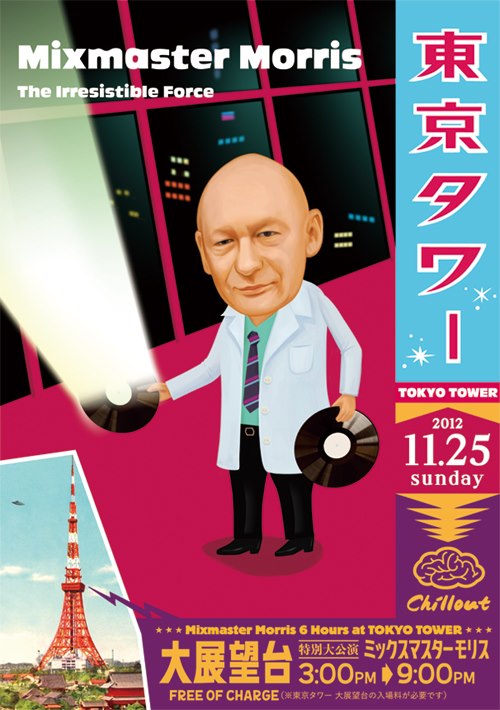 Mixmaster Morris
The Irresistible Force
東京タワー
TOKYO TOWER
2012
11.25
sunday
Chillout
★★★ Mixmaster Morris 6 Hours at TOKYO TOWER ★★★
大展望台 特別大公演 ミックスマスターモリス
3:00PM 9:00PM
FREE OF CHARGE (※東京タワー 大展望台の入場料が必要です)